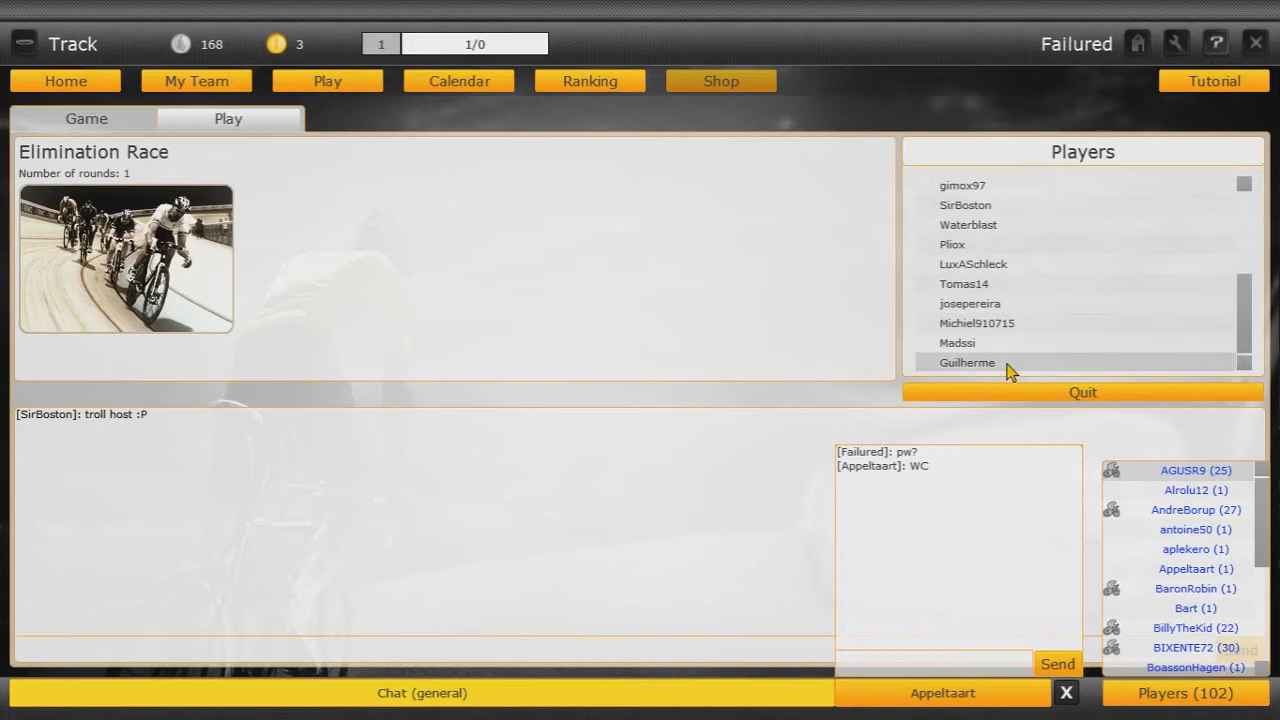 Track
168
3
1
1/0
Failured
?
Home
My Team
Play
Calendar
Ranking
Shop
Tutorial
Game
Play
Elimination Race
Number of rounds: 1
Players
gimox97
SirBoston
Waterblast
Pliox
LuxASchleck
Tomas14
josepereira
Michiel910715
Madssi
Guilherme
Quit
[SirBoston]: troll host :P
[Failured]: pw?
[Appeltaart]: WC
Send
AGUSR9 (25)
Alrolu12 (1)
AndreBorup (27)
antoine50 (1)
aplekero (1)
Appeltaart (1)
BaronRobin (1)
Bart (1)
BillyTheKid (22)
BIXENTE72 (30)
BoassonHagen (1)
Chat (general)
Appeltaart
X
Players (102)